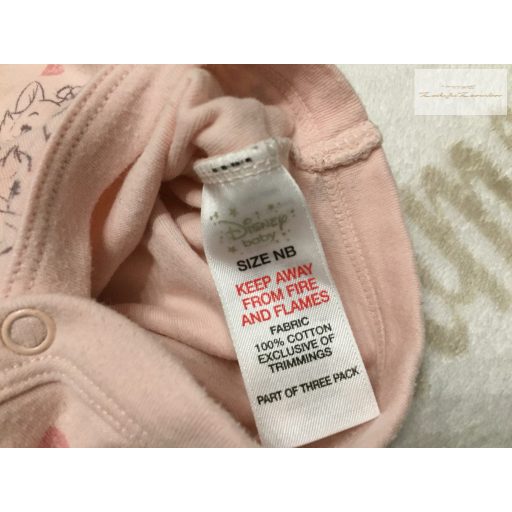 Disney
baby
SIZE NB
KEEP AWAY
FROM FIRE
AND FLAMES
FABRIC
100% COTTON
EXCLUSIVE OF
TRIMMINGS
PART OF THREE PACK